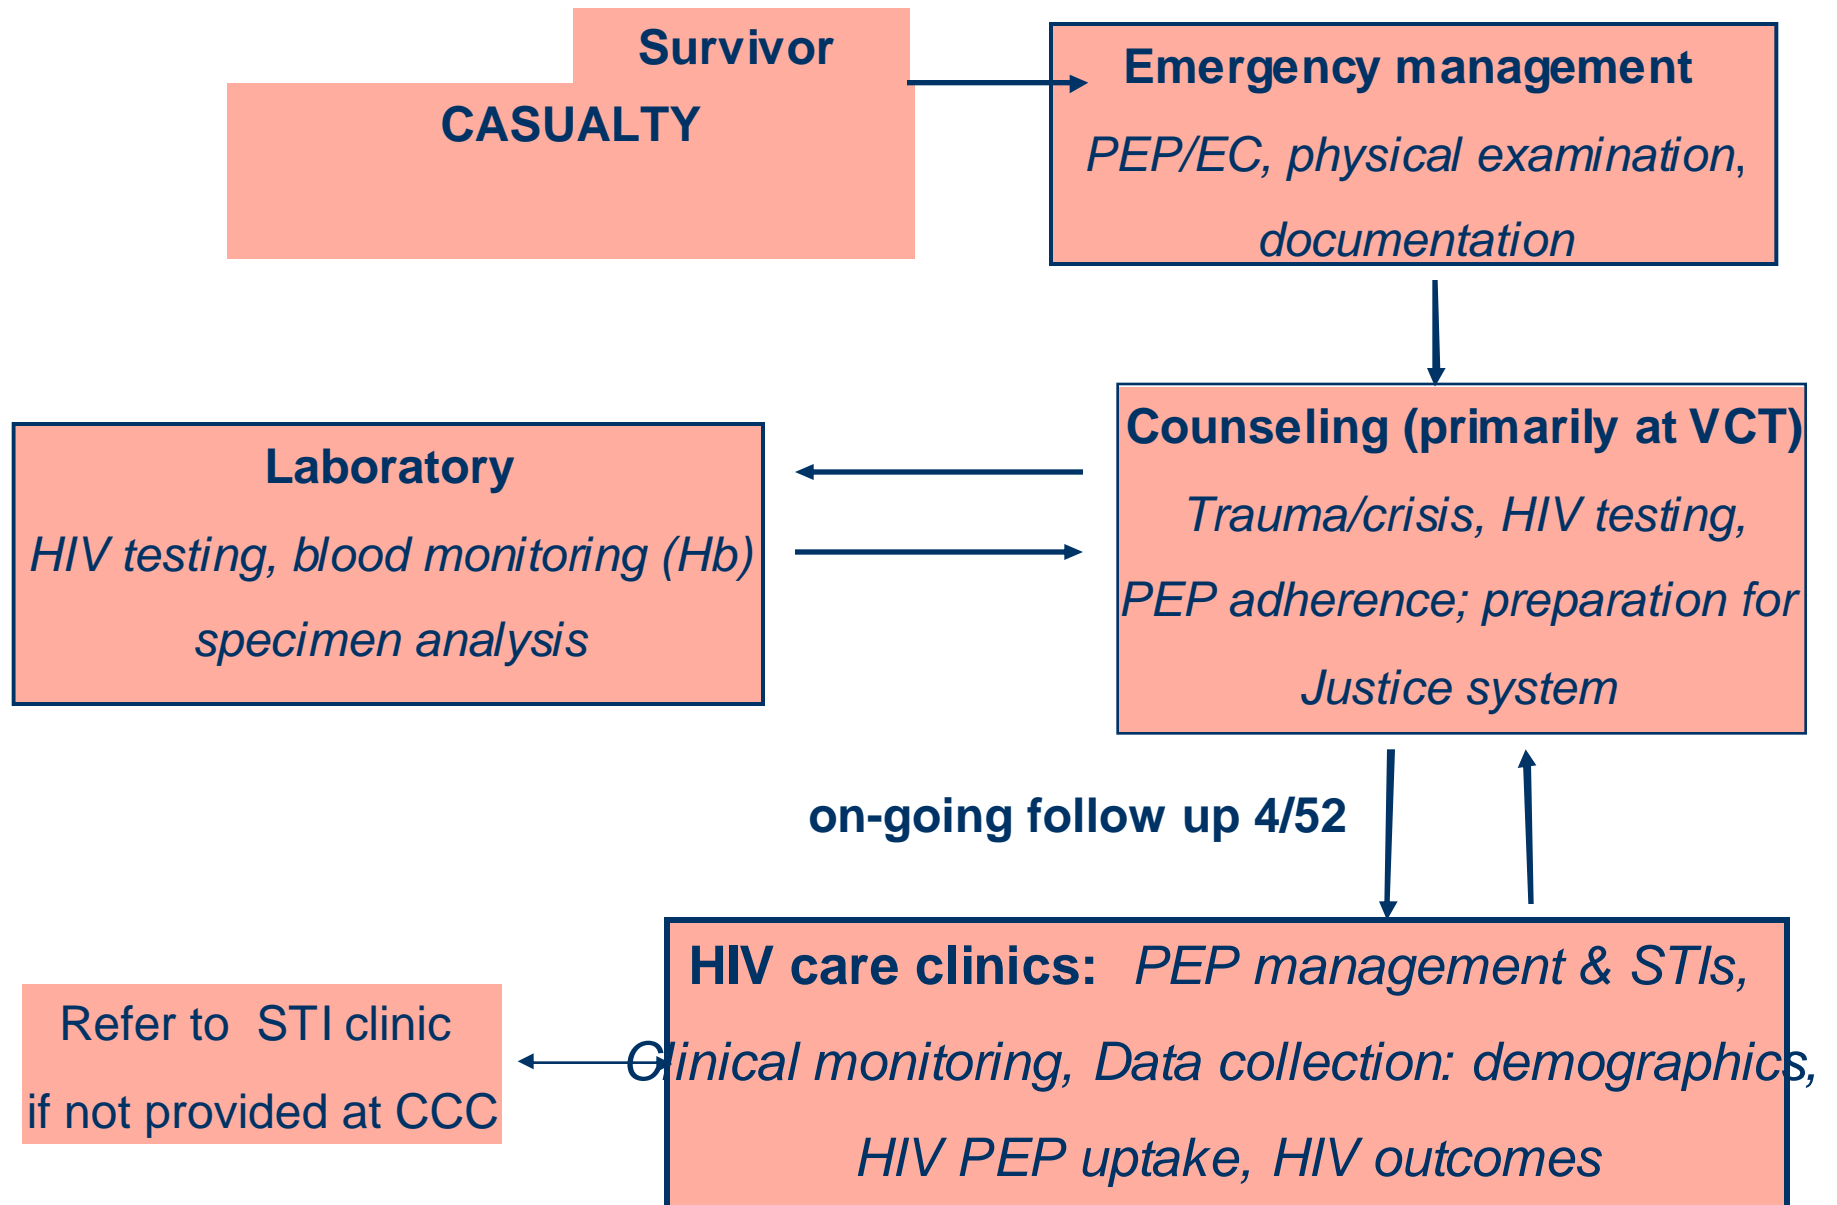 Survivor
CASUALTY
Emergency management
PEP/EC, physical examination,
documentation
Laboratory
HIV testing, blood monitoring (Hb)
specimen analysis
Counseling (primarily at VCT)
Trauma/crisis, HIV testing,
PEP adherence; preparation for
Justice system
on-going follow up 4/52
Refer to STI clinic
if not provided at CCC
HIV care clinics: PEP management & STIs,
Clinical monitoring, Data collection: demographics,
HIV PEP uptake, HIV outcomes